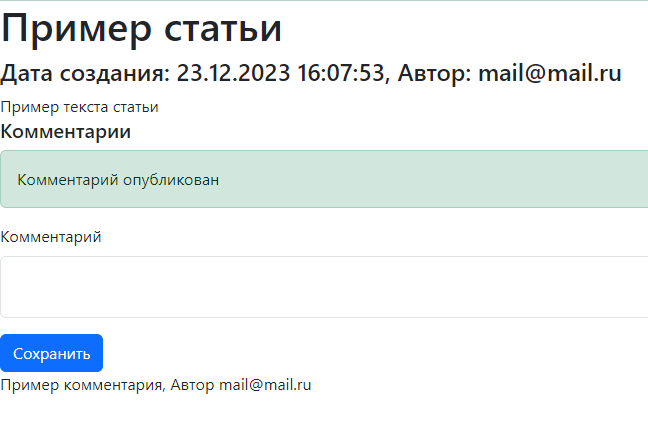 Пример статьи
Дата создания: 23.12.2023 16:07:53, Автор: mail@mail.ru
Пример текста статьи
Комментарии
Комментарий опубликован
Комментарий
Сохранить
Пример комментария, Автор mail@mail.ru